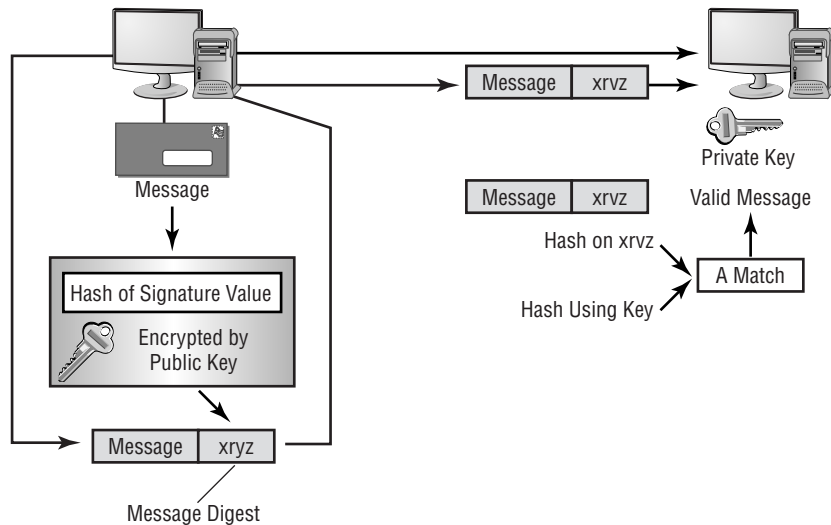 Message
xrvz
Private Key
Message
Message
xrvz
Valid Message
Hash on xrvz
A Match
Hash Using Key
Hash of Signature Value
Encrypted by
Public Key
Message
xryz
Message Digest